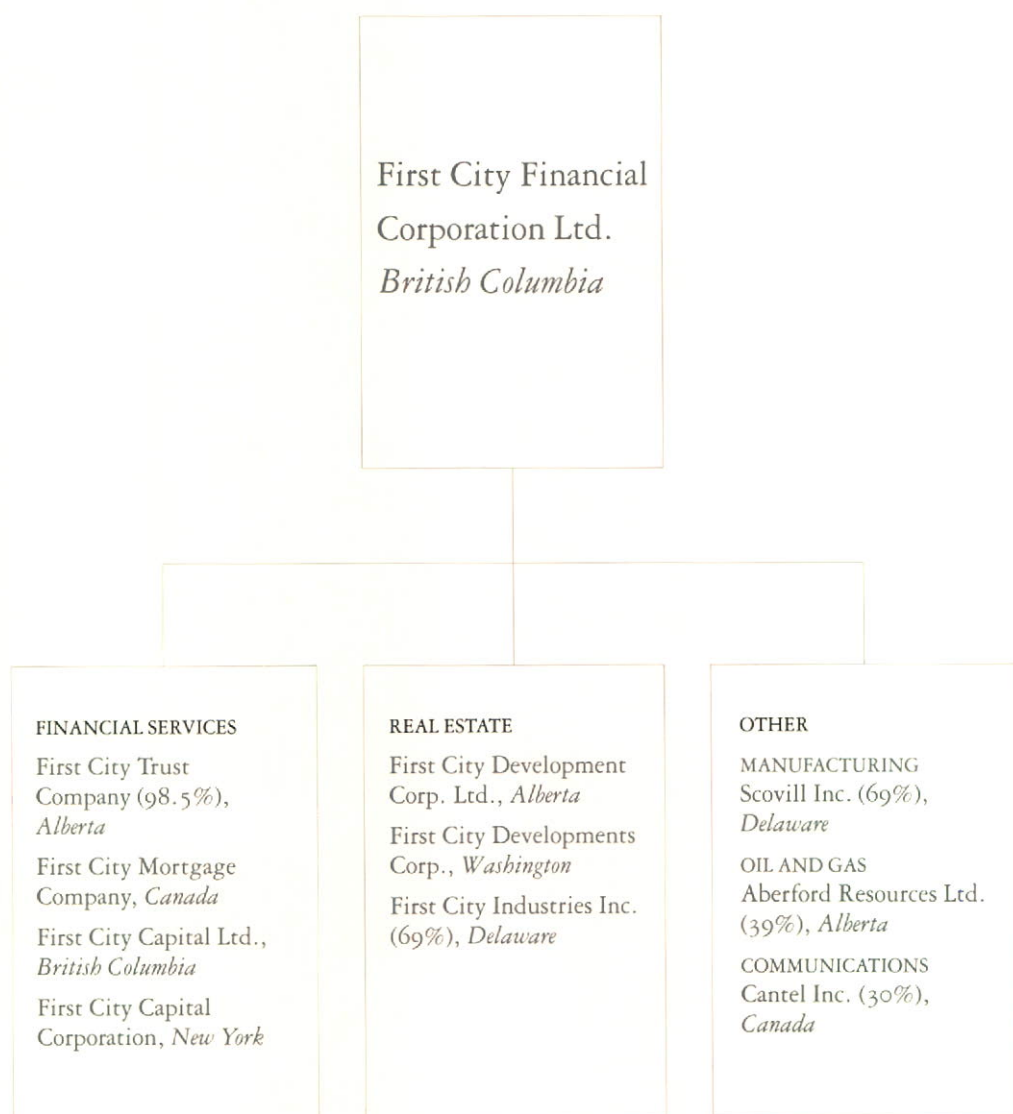 First City Financial
Corporation Ltd.
British Columbia
FINANCIAL SERVICES
First City Trust
Company (98.5%),
Alberta
First City Mortgage
Company, Canada
First City Capital Ltd.,
British Columbia
First City Capital
Corporation, New York
REAL ESTATE
First City Development
Corp. Ltd., Alberta
First City Developments
Corp., Washington
First City Industries Inc.
(69%), Delaware
OTHER
MANUFACTURING
Scovill Inc. (69%),
Delaware
OIL AND GAS
Aberford Resources Ltd.
(39%), Alberta
COMMUNICATIONS
Cantel Inc. (30%),
Canada